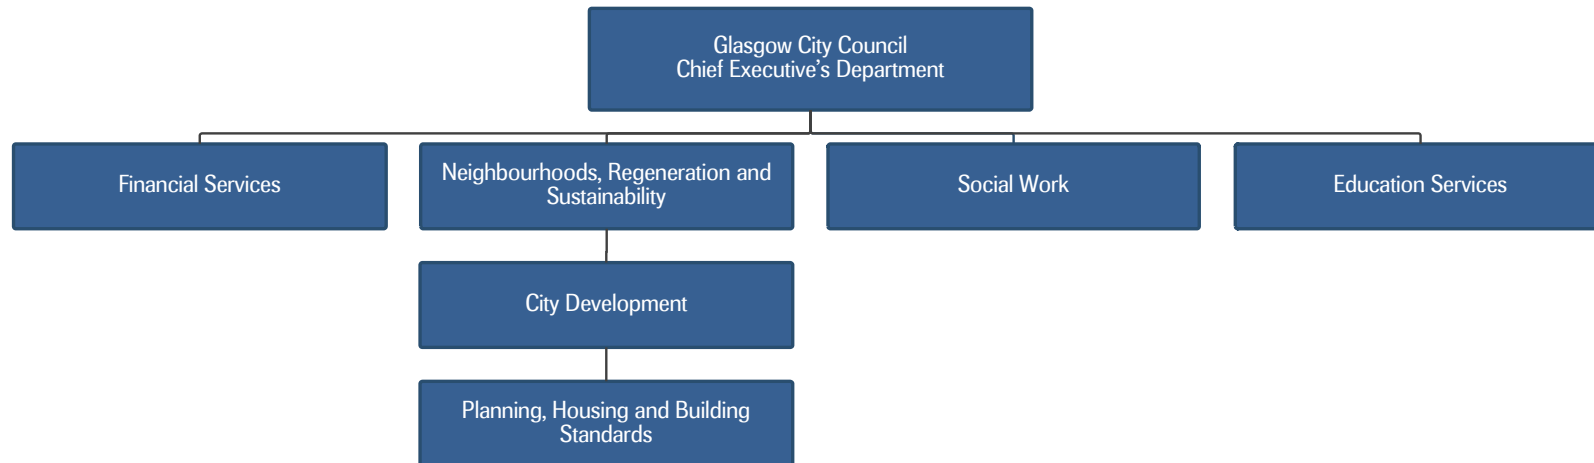 Glasgow City Council
Chief Executive’s Department
Financial Services
Neighbourhoods, Regeneration and
Sustainability
Social Work
Education Services
City Development
Planning, Housing and Building
Standards